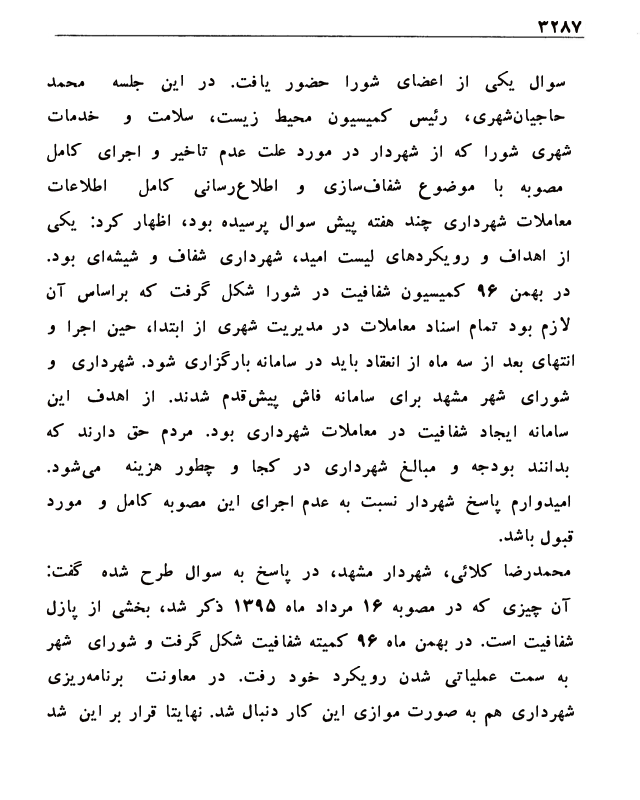 ۳۲۸۷
سوال یکی از اعضای شورا حضور یافت. در این جلسه محمد
حاجیان‌شهری، رئیس کمیسیون محیط زیست، سلامت و خدمات
شهری شورا که از شهردار در مورد علت عدم تاخیر و اجرای کامل
مصوبه با موضوع شفاف‌سازی و اطلاع‌رسانی کامل اطلاعات
معاملات شهرداری چند هفته پیش سوال پرسیده بود، اظهار کرد: یکی
از اهداف و رویکردهای لیست امید، شهرداری شفاف و شیشه‌ای بود.
در بهمن ۹۶ کمیسیون شفافیت در شورا شکل گرفت که براساس آن
لازم بود تمام اسناد معاملات در مدیریت شهری از ابتدا، حین اجرا و
انتهای بعد از سه ماه از انعقاد باید در سامانه بارگزاری شود. شهرداری و
شورای شهر مشهد برای سامانه فاش پیش‌قدم شدند. از اهدف این
سامانه ایجاد شفافیت در معاملات شهرداری بود. مردم حق دارند که
بدانند بودجه و مبالغ شهرداری در کجا و چطور هزینه می‌شود.
امیدوارم پاسخ شهردار نسبت به عدم اجرای این مصوبه کامل و مورد
قبول باشد.
محمدرضا کلائی، شهردار مشهد، در پاسخ به سوال طرح شده گفت:
آن چیزی که در مصوبه ۱۶ مرداد ماه ۱۳۹۵ ذکر شد، بخشی از پازل
شفافیت است. در بهمن ماه ۹۶ کمیته شفافیت شکل گرفت و شورای شهر
به سمت عملیاتی شدن رویکرد خود رفت. در معاونت برنامه‌ریزی
شهرداری هم به صورت موازی این کار دنبال شد. نهایتا قرار بر این شد